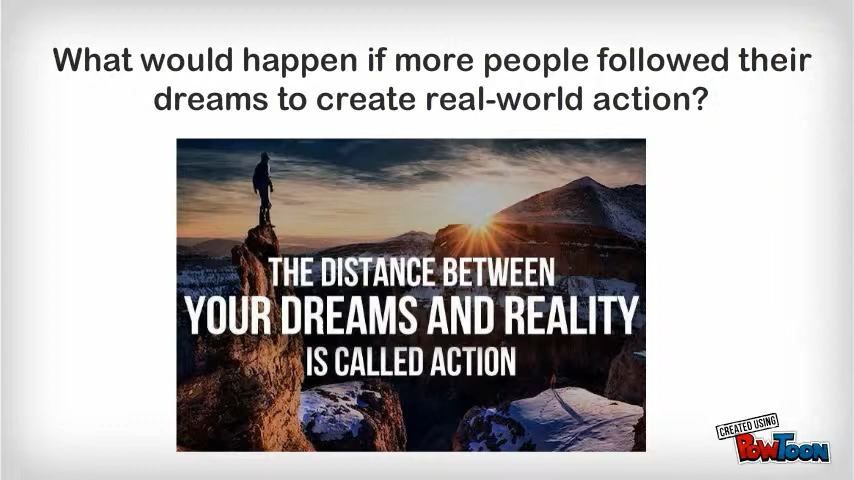 What would happen if more people followed their
dreams to create real-world action?
THE DISTANCE BETWEEN
YOUR DREAMS AND REALITY
IS CALLED ACTION
CREATED USING
POWTOON